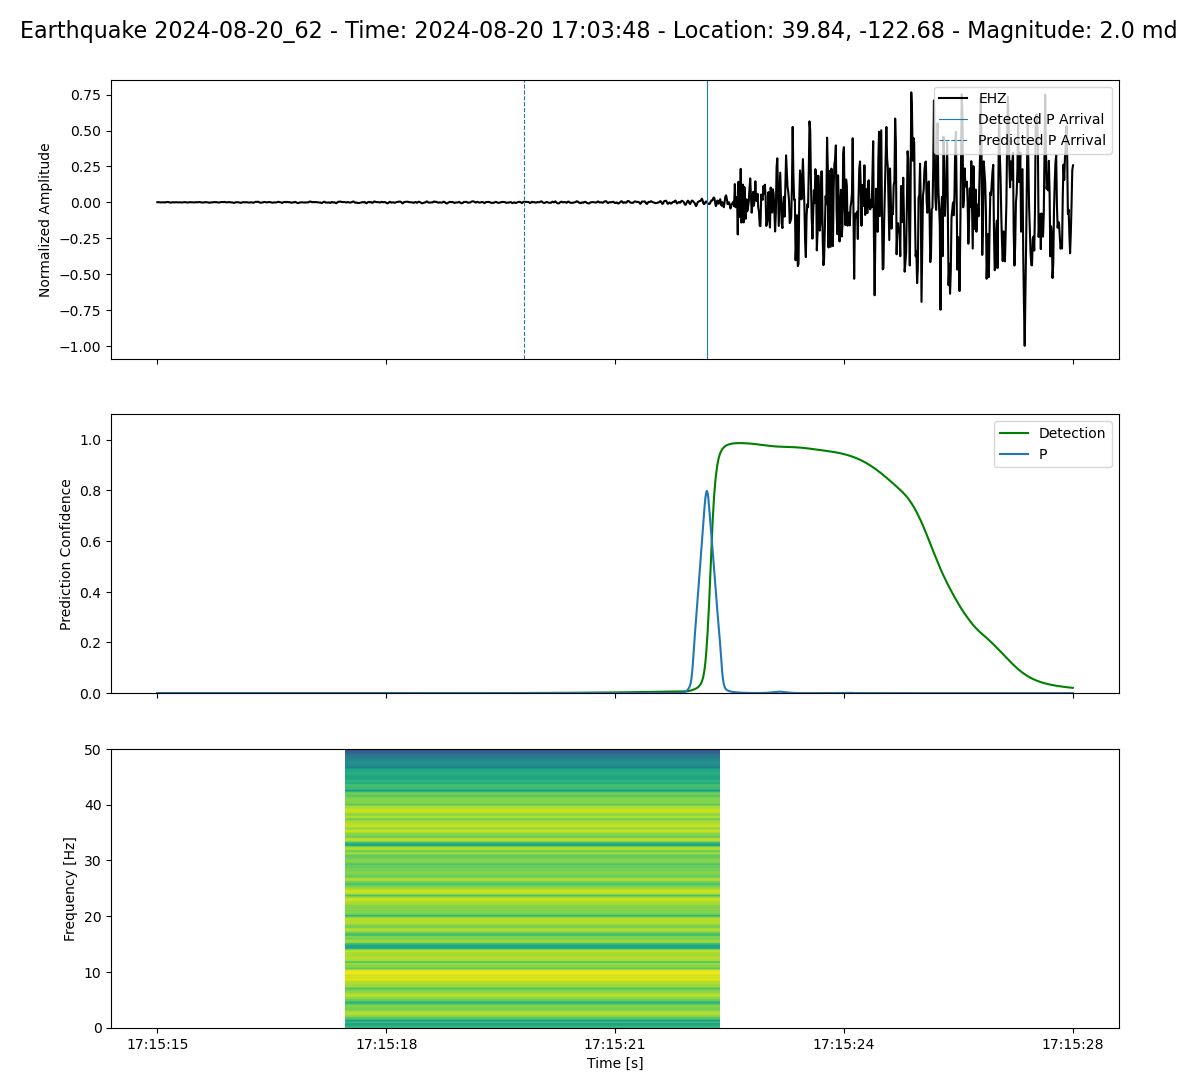 Earthquake 2024-08-20_62 - Time: 2024-08-20 17:03:48 - Location: 39.84, -122.68 - Magnitude: 2.0 md
Normalized Amplitude
0.75
0.50
0.25
0.00
−0.25
−0.50
−0.75
−1.00
EHZ
Detected P Arrival
Predicted P Arrival
Prediction Confidence
1.0
0.8
0.6
0.4
0.2
0.0
Detection
P
Frequency [Hz]
50
40
30
20
10
0
17:15:15 17:15:18 17:15:21 17:15:24 17:15:28
Time [s]